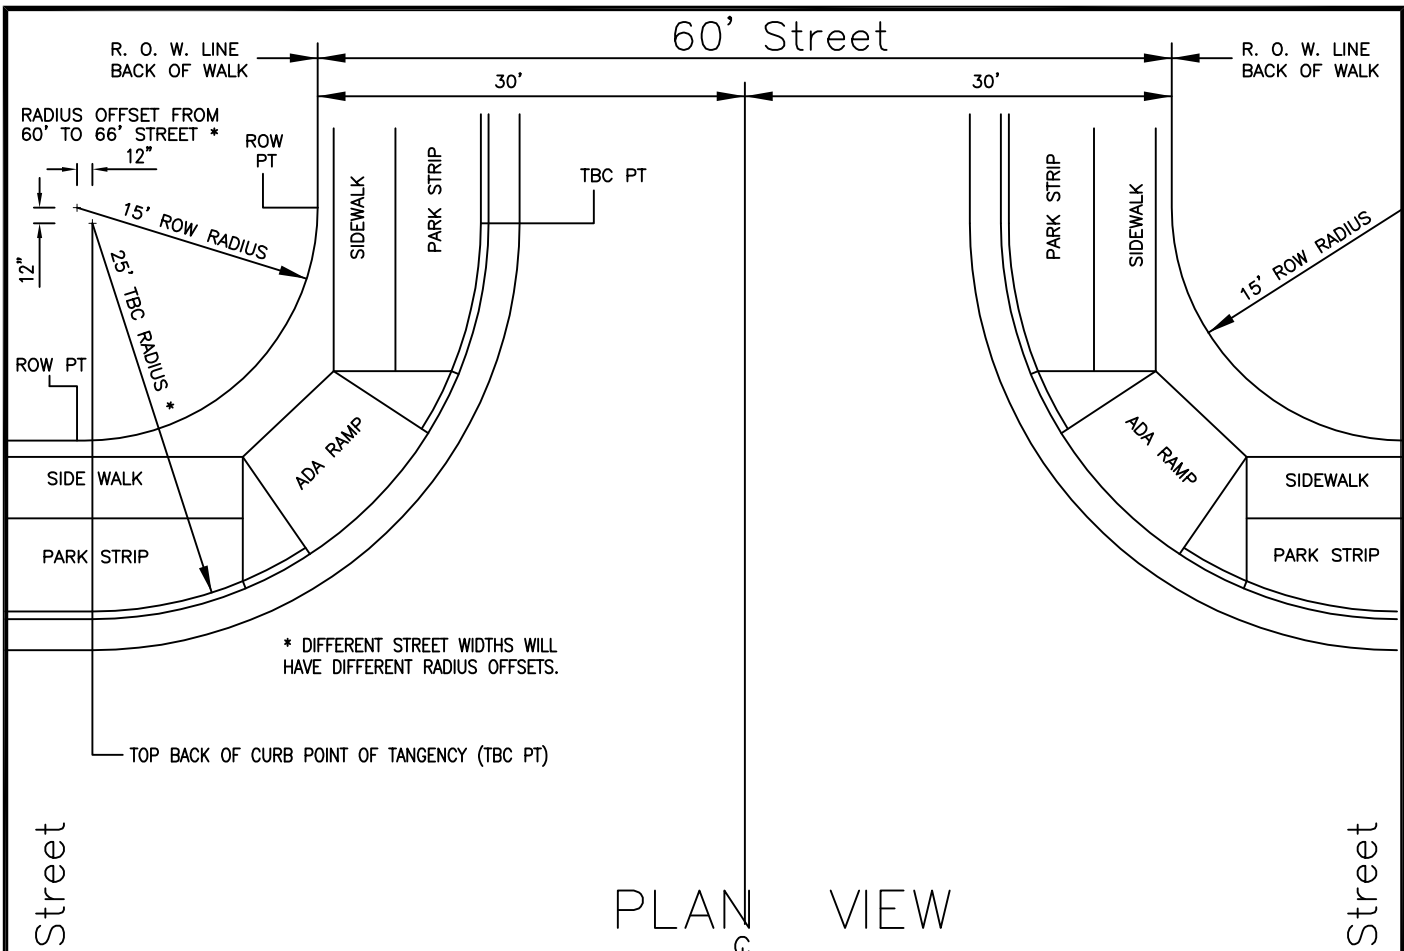 60' Street
R. O. W. LINE
BACK OF WALK
R. O. W. LINE
BACK OF WALK
30'
30'
RADIUS OFFSET FROM
60' TO 66' STREET *
12"
ROW
PT
TBC PT
SIDEWALK
PARK STRIP
PARK STRIP
SIDEWALK
15' ROW RADIUS
15' ROW RADIUS
12"
25' TBC RADIUS *
ROW PT
ADA RAMP
ADA RAMP
SIDE WALK
SIDEWALK
PARK STRIP
PARK STRIP
* DIFFERENT STREET WIDTHS WILL
HAVE DIFFERENT RADIUS OFFSETS.
TOP BACK OF CURB POINT OF TANGENCY (TBC PT)
Street
Street
PLAN VIEW